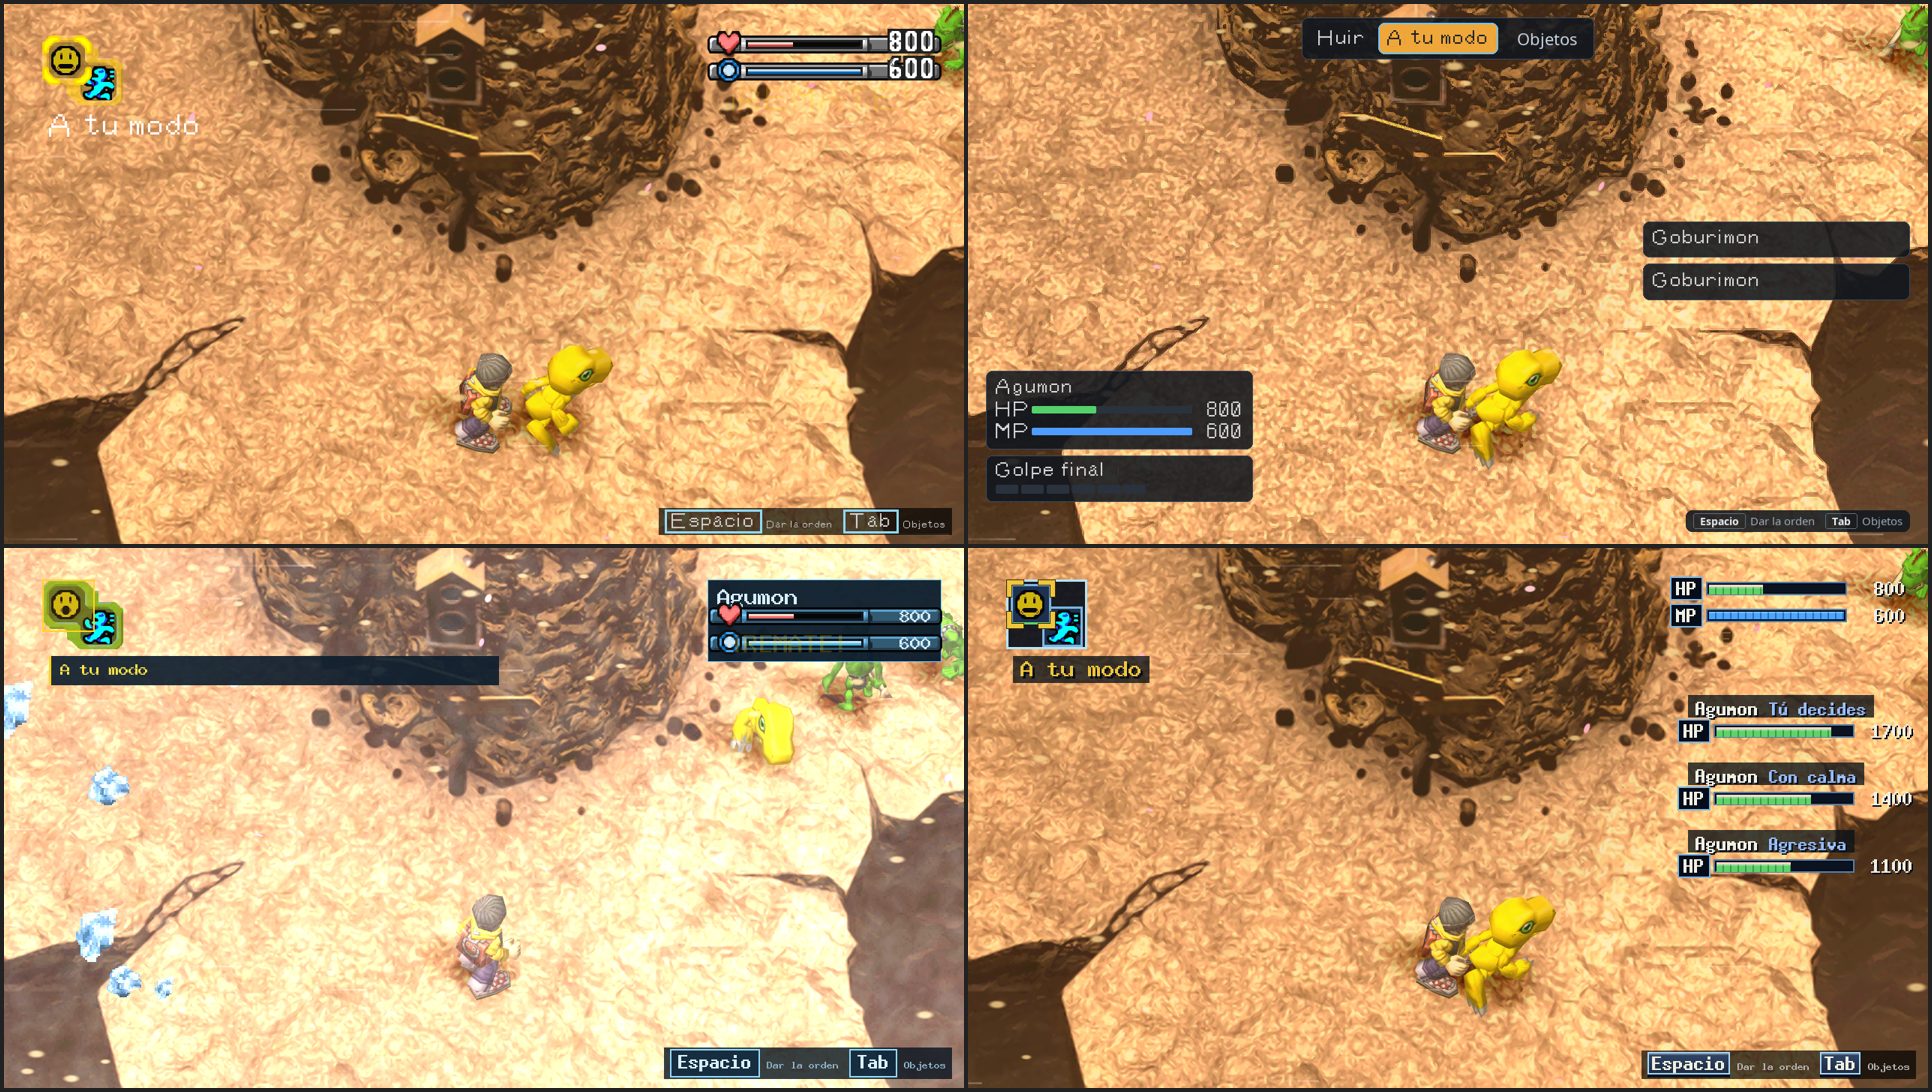 800
600
A tu modo
Espacio Dar la orden Tab Objetos
Huir A tu modo Objetos
Goburimon
Goburimon
Agumon
HP 800
MP 600
Golpe final
Espacio Dar la orden Tab Objetos
Agumon
800
600
A tu modo
Espacio Dar la orden Tab Objetos
HP 800
MP 600
A tu modo
Agumon Tú decides
HP 1700
Agumon Con calma
HP 1400
Agumon Agresiva
HP 1100
Espacio Dar la orden Tab Objetos